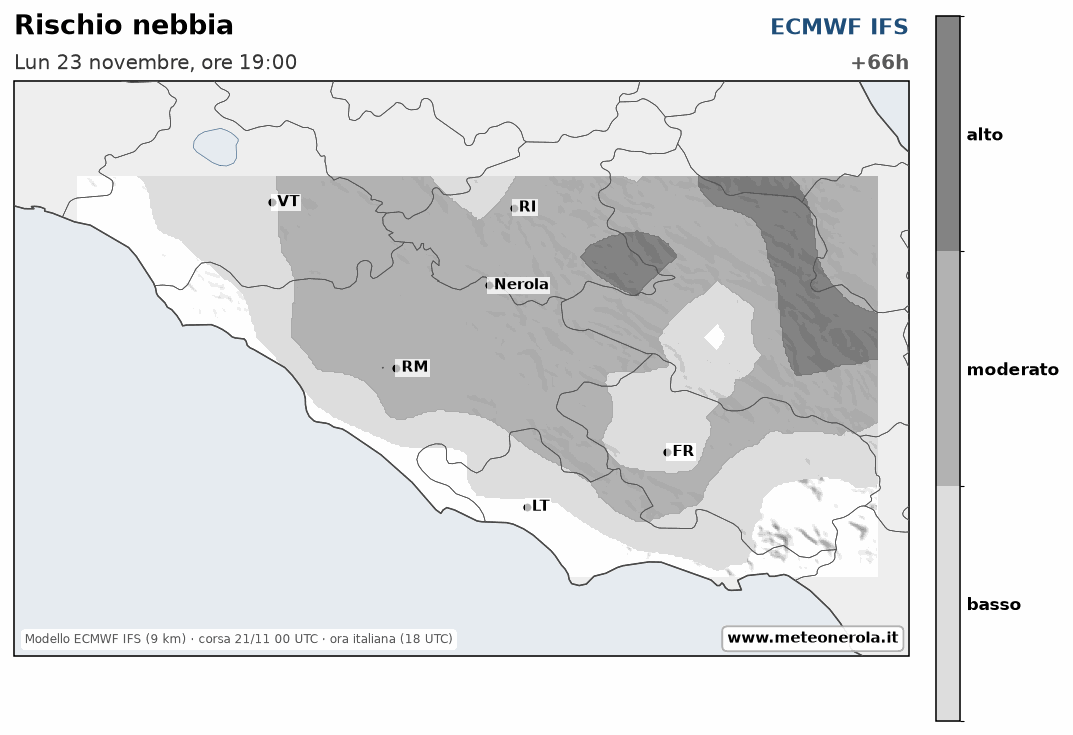 Rischio nebbia
ECMWF IFS
Lun 23 novembre, ore 19:00
+66h
alto
VT
RI
Nerola
RM
moderato
FR
LT
basso
Modello ECMWF IFS (9 km) · corsa 21/11 00 UTC · ora italiana (18 UTC)
www.meteonerola.it